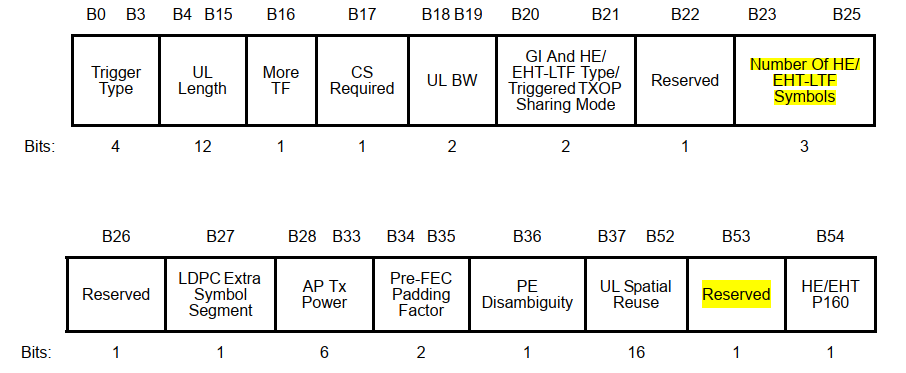 B0 B3 B4 B15 B16 B17 B18 B19 B20 B21 B22 B23 B25
Trigger
Type
UL
Length
More
TF
CS
Required
UL BW
GI And HE/
EHT-LTF Type/
Triggered TXOP
Sharing Mode
Reserved
Number Of HE/
EHT-LTF
Symbols
Bits: 4 12 1 1 2 2 1 3
B26 B27 B28 B33 B34 B35 B36 B37 B52 B53 B54
Reserved
LDPC Extra
Symbol
Segment
AP Tx
Power
Pre-FEC
Padding
Factor
PE
Disambiguity
UL Spatial
Reuse
Reserved
HE/EHT
P160
Bits: 1 1 6 2 1 16 1 1